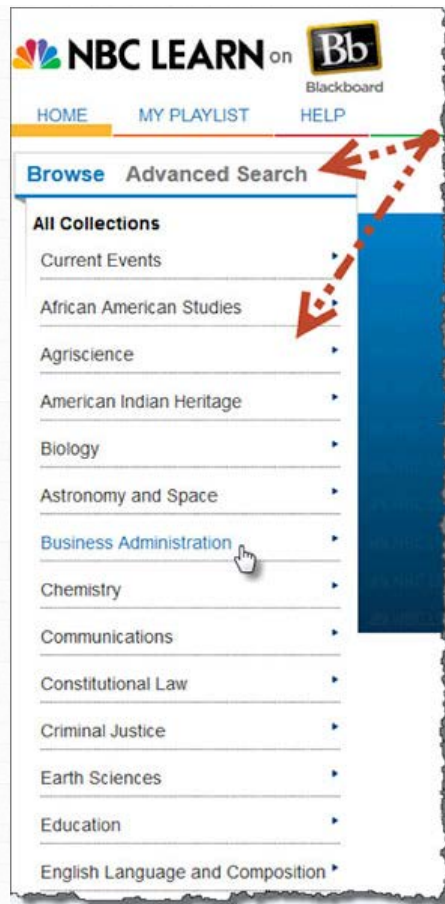 NBC LEARN on Bb
Blackboard
HOME MY PLAYLIST HELP
Browse Advanced Search
All Collections
Current Events
African American Studies
Agriscience
American Indian Heritage
Biology
Astronomy and Space
Business Administration
Chemistry
Communications
Constitutional Law
Criminal Justice
Earth Sciences
Education
English Language and Composition